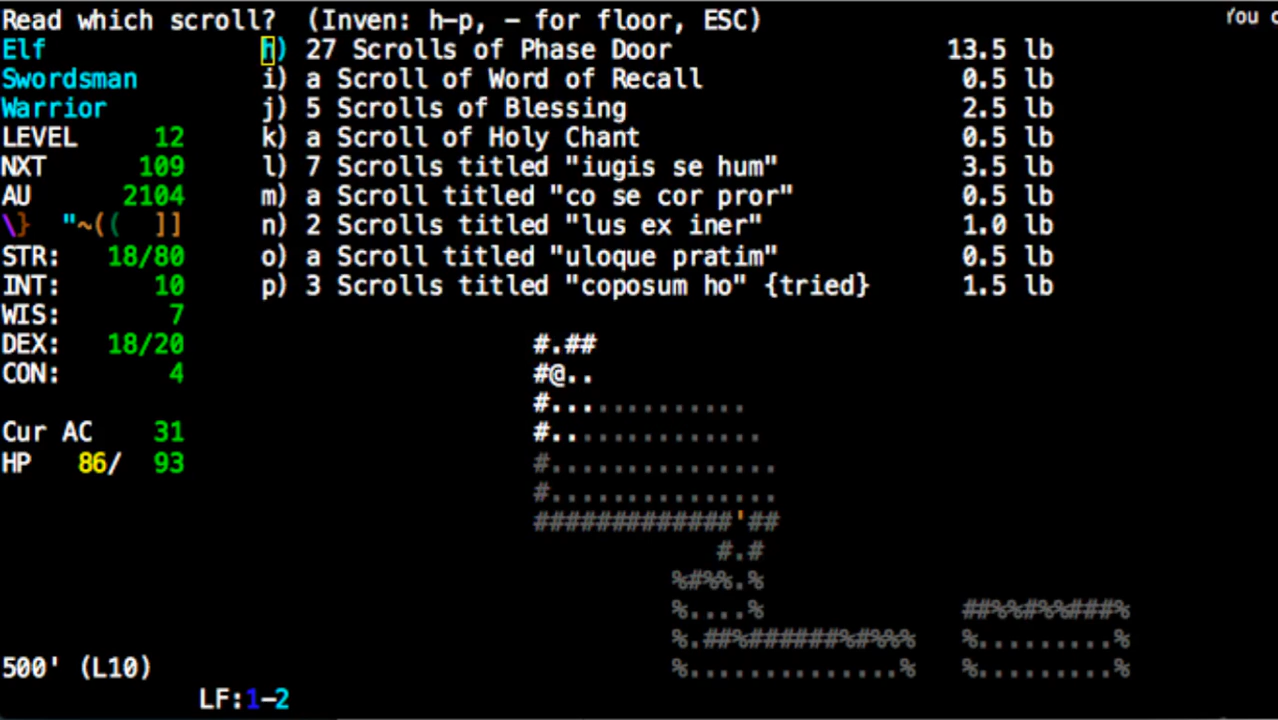 Read which scroll?  (Inven: h-p, - for floor, ESC) You
Elf h) 27 Scrolls of Phase Door 13.5 lb
Swordsman i) a Scroll of Word of Recall 0.5 lb
Warrior j) 5 Scrolls of Blessing 2.5 lb
LEVEL 12 k) a Scroll of Holy Chant 0.5 lb
NXT 109 l) 7 Scrolls titled "iugis se hum" 3.5 lb
AU 2104 m) a Scroll titled "co se cor pror" 0.5 lb
\} "~(( ]] n) 2 Scrolls titled "lus ex iner" 1.0 lb
STR: 18/80 o) a Scroll titled "uloque pratim" 0.5 lb
INT: 10 p) 3 Scrolls titled "coposum ho" {tried} 1.5 lb
WIS: 7
DEX: 18/20 #.##
CON: 4 #@..
#..............
Cur AC 31 #...............
HP 86/ 93 #................
#................
#############'##
#.#
%#%%.%
%....% ##%%#%%###%
%.##%######%#%%% %.........%
500' (L10) %..............% %.........%
LF:1-2